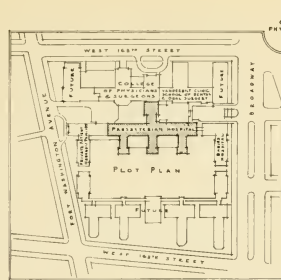 WEST 168TH STREET
FUTURE
COLLEGE
OF PHYSICIANS
& SURGEONS
VANDERBILT CLINIC
SCHOOL OF DENTAL
& ORAL SURGERY
FUTURE
BROADWAY
PRESBYTERIAN HOSPITAL
FORT WASHINGTON AVENUE
PLOT PLAN
FUTURE
WEST 165TH STREET